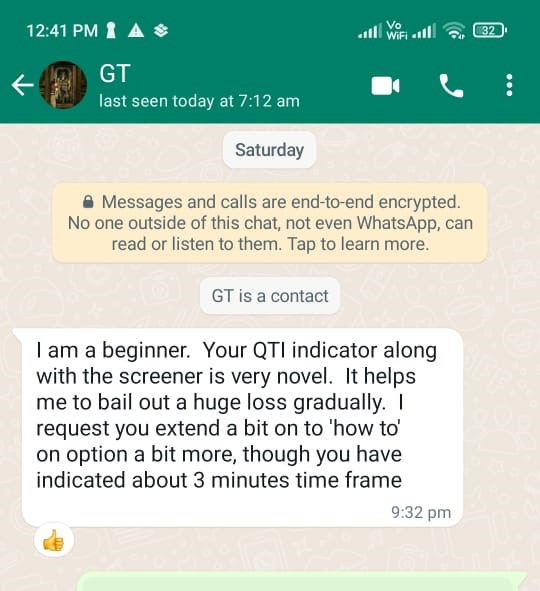 12:41 PM
Vo
WiFi
32
GT
last seen today at 7:12 am
Saturday
Messages and calls are end-to-end encrypted.
No one outside of this chat, not even WhatsApp, can
read or listen to them. Tap to learn more.
GT is a contact
I am a beginner.  Your QTI indicator along
with the screener is very novel.  It helps
me to bail out a huge loss gradually.  I
request you extend a bit on to 'how to'
on option a bit more, though you have
indicated about 3 minutes time frame
9:32 pm